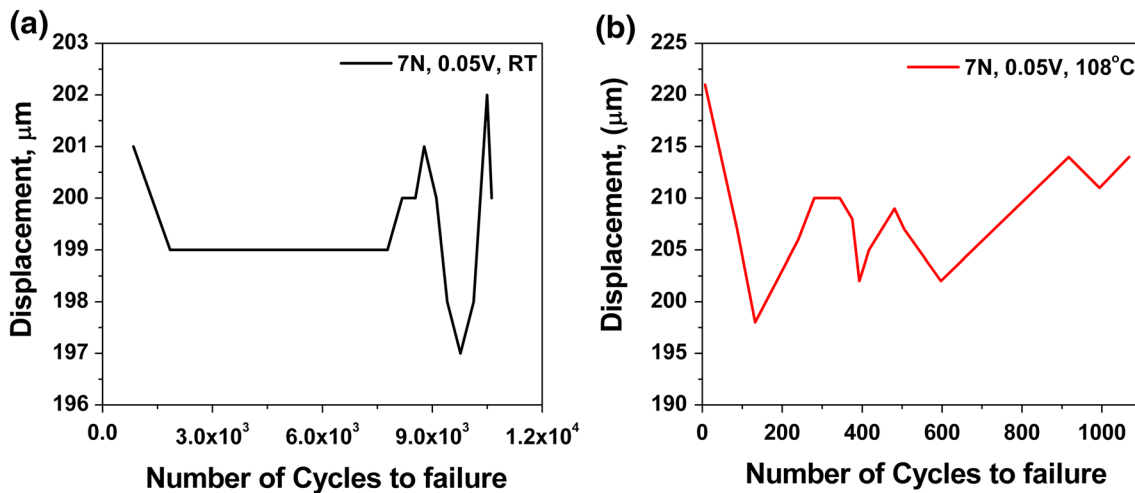 (a)
203
202
201
200
199
198
197
196
Displacement, μm
7N, 0.05V, RT
0.0
3.0x10³
6.0x10³
9.0x10³
1.2x10⁴
Number of Cycles to failure
(b)
225
220
215
210
205
200
195
190
Displacement, (μm)
7N, 0.05V, 108°C
0
200
400
600
800
1000
Number of Cycles to failure